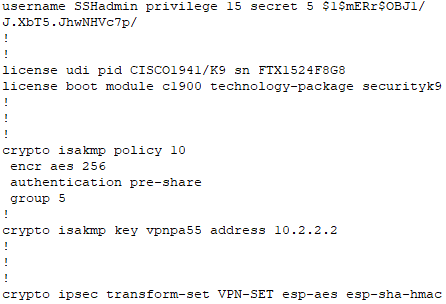 username SSHadmin privilege 15 secret 5 $1$mERr$OBJ1/
J.XbT5.JhwNHVc7p/
!
!
license udi pid CISCO1941/K9 sn FTX1524F8G8
license boot module c1900 technology-package securityk9
!
!
!
crypto isakmp policy 10
 encr aes 256
 authentication pre-share
 group 5
!
crypto isakmp key vpnpa55 address 10.2.2.2
!
!
!
crypto ipsec transform-set VPN-SET esp-aes esp-sha-hmac